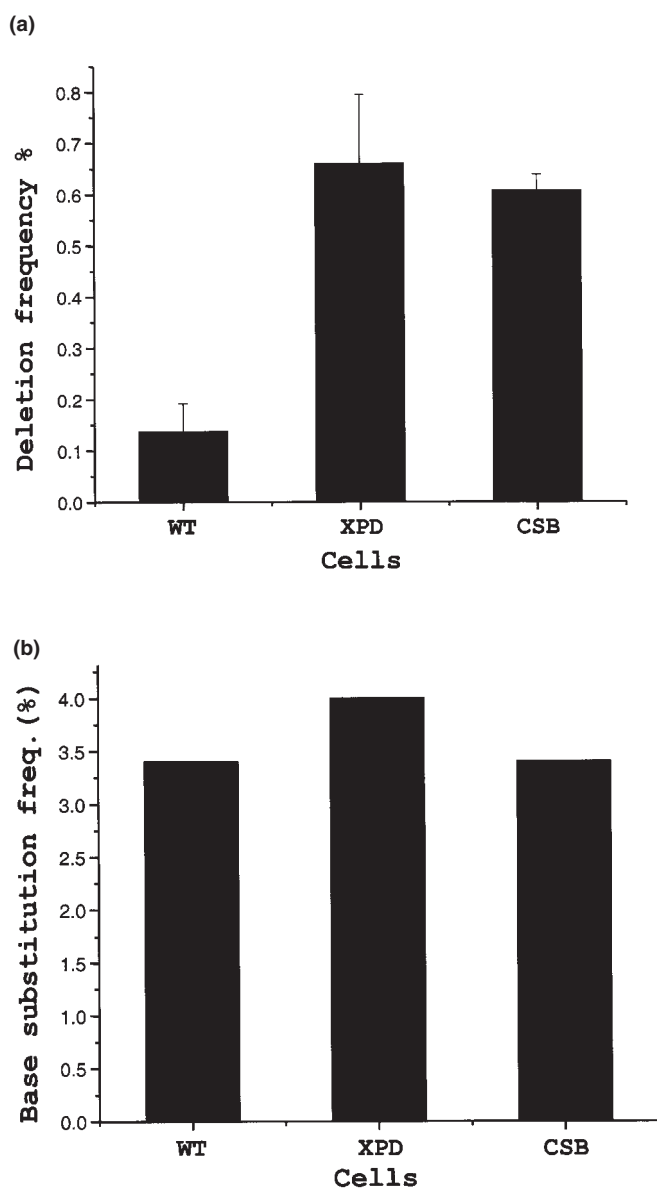 (a)
Deletion frequency %
0.8
0.7
0.6
0.5
0.4
0.3
0.2
0.1
0.0
WT XPD CSB
Cells
(b)
Base substitution freq.(%)
4.0
3.5
3.0
2.5
2.0
1.5
1.0
0.5
0.0
WT XPD CSB
Cells